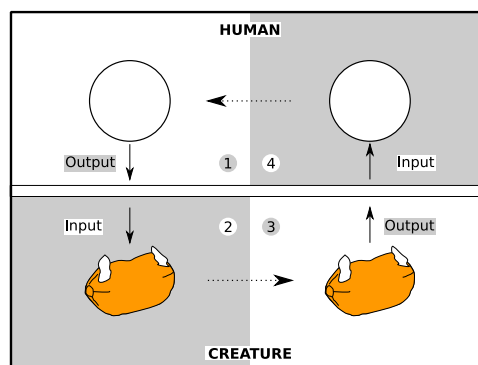 HUMAN
Output
1
4
Input
Input
2
3
Output
CREATURE